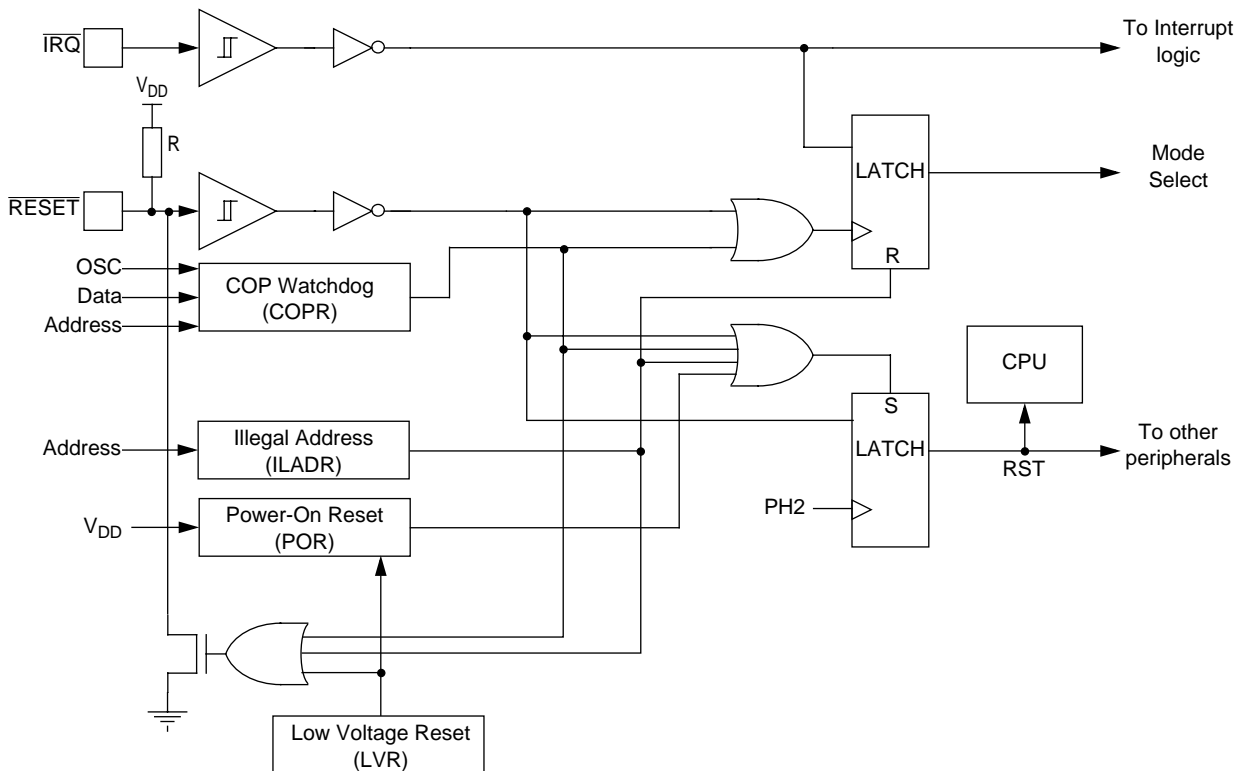 IRQ
To Interrupt
logic
VDD
R
LATCH
Mode
Select
RESET
OSC
Data
Address
COP Watchdog
(COPR)
R
CPU
S
Address
Illegal Address
(ILADR)
LATCH
RST
To other
peripherals
VDD
Power-On Reset
(POR)
PH2
Low Voltage Reset
(LVR)